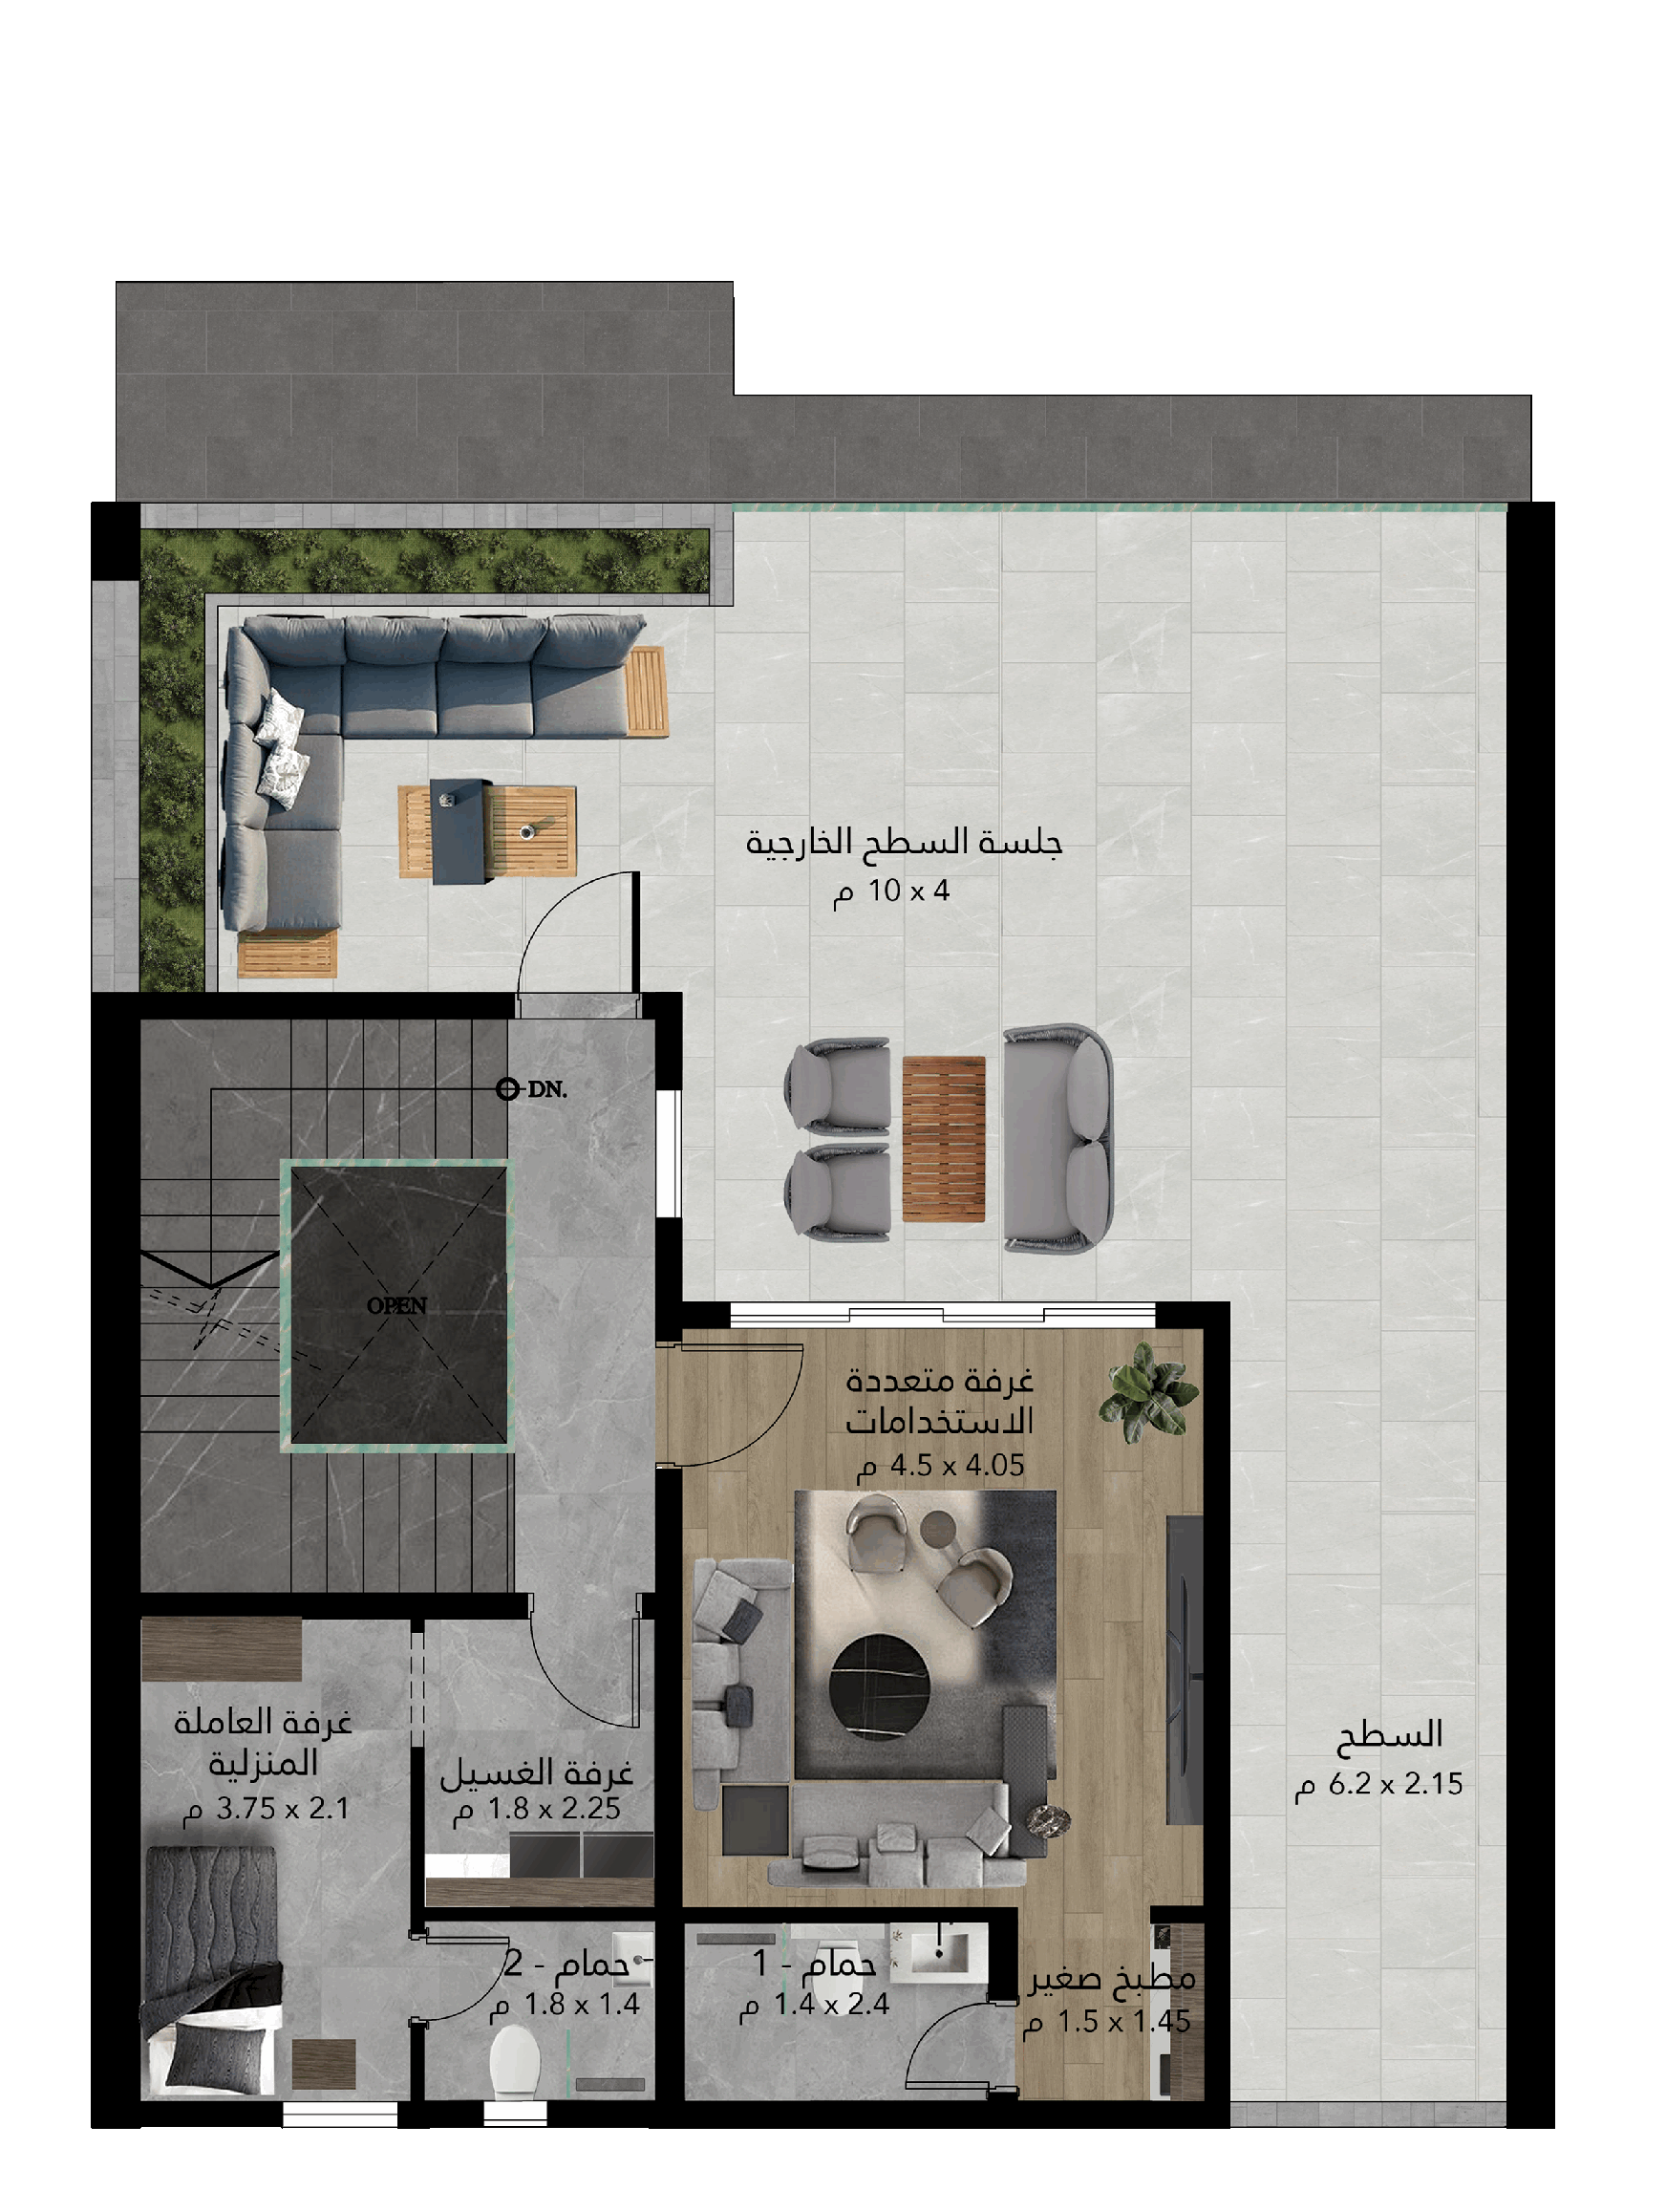 جلسة السطح الخارجية
10 x 4 م
DN.
OPEN
غرفة متعددة
الاستخدامات
4.5 x 4.05 م
غرفة العاملة
المنزلية
3.75 x 2.1 م
غرفة الغسيل
1.8 x 2.25 م
السطح
6.2 x 2.15 م
حمام - 2
1.8 x 1.4 م
حمام - 1
1.4 x 2.4 م
مطبخ صغير
1.5 x 1.45 م